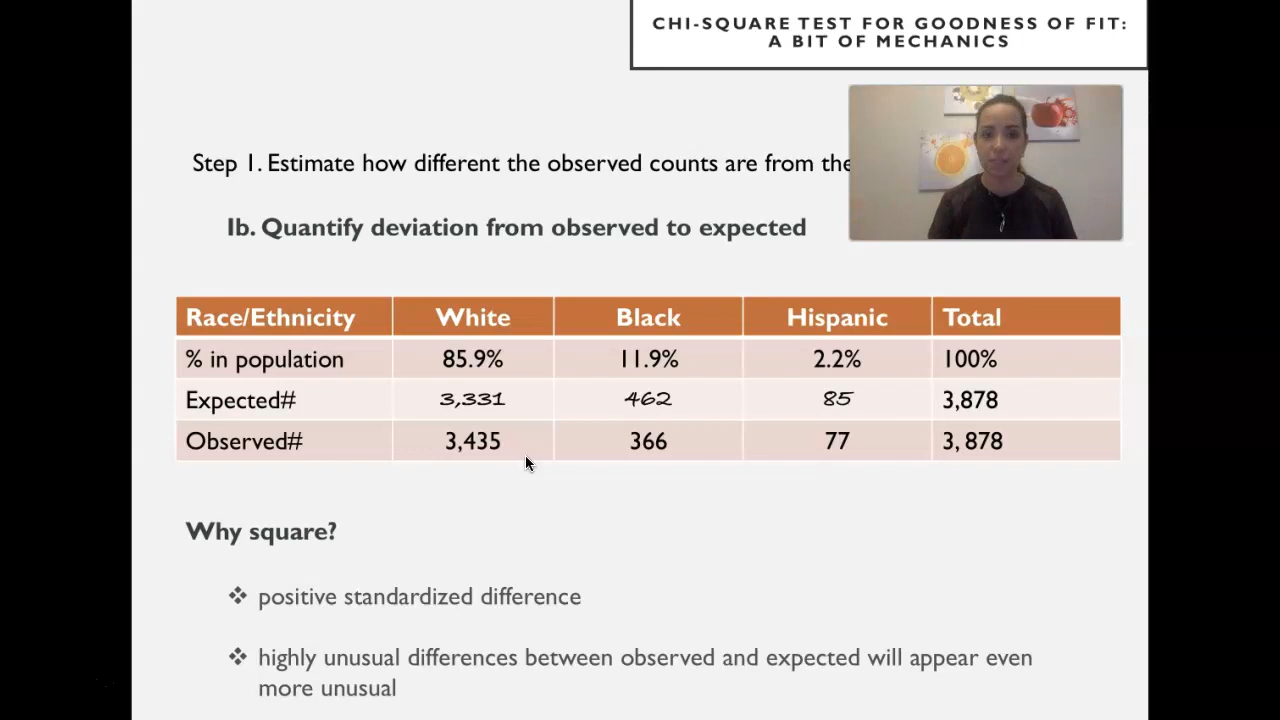 CHI-SQUARE TEST FOR GOODNESS OF FIT:
A BIT OF MECHANICS
Step 1. Estimate how different the observed counts are from the
Ib. Quantify deviation from observed to expected
Race/Ethnicity White Black Hispanic Total
% in population 85.9% 11.9% 2.2% 100%
Expected# 3,331 462 85 3,878
Observed# 3,435 366 77 3, 878
Why square?
❖ positive standardized difference
❖ highly unusual differences between observed and expected will appear even
more unusual